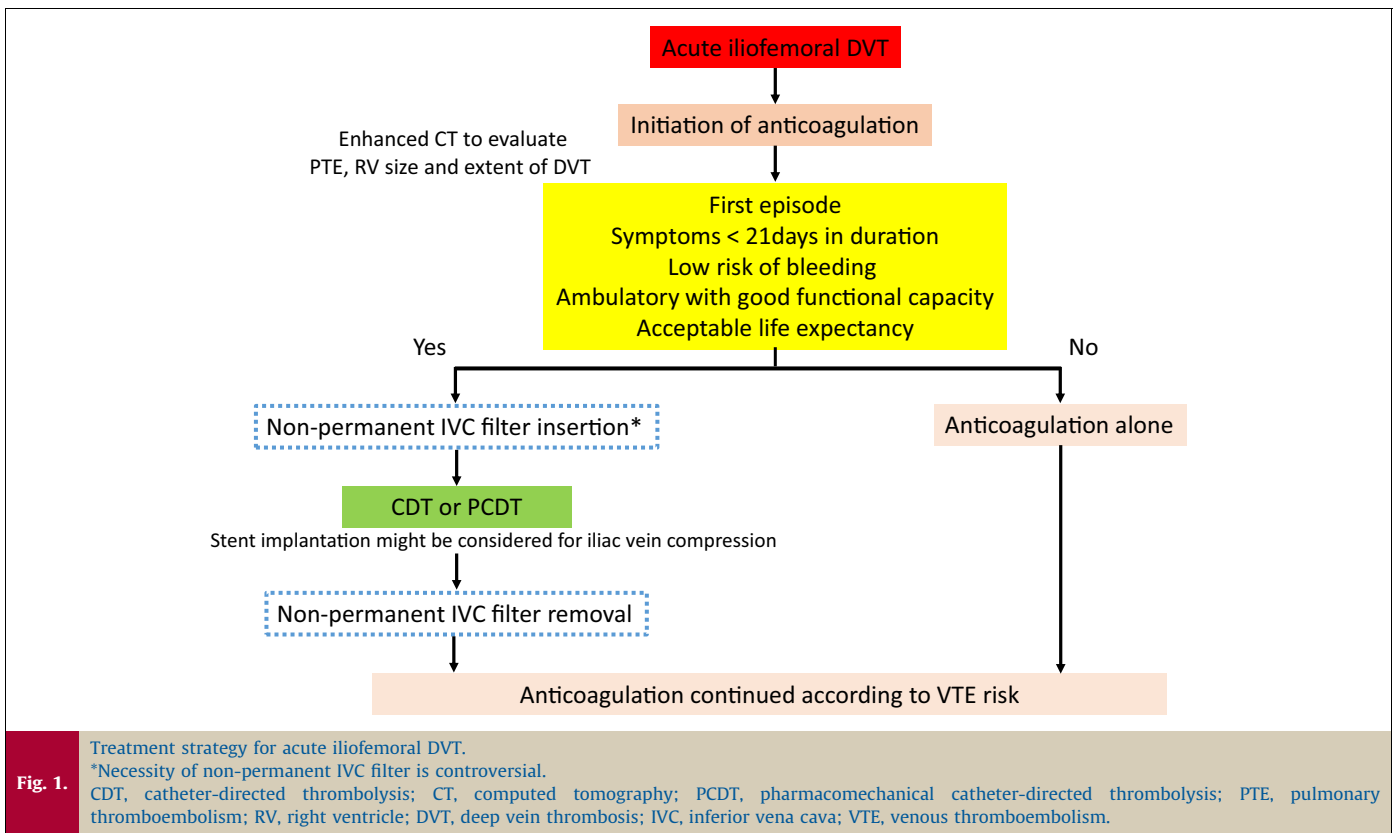 Acute iliofemoral DVT
Initiation of anticoagulation
Enhanced CT to evaluate
PTE, RV size and extent of DVT
First episode
Symptoms < 21days in duration
Low risk of bleeding
Ambulatory with good functional capacity
Acceptable life expectancy
Yes
No
Non-permanent IVC filter insertion*
Anticoagulation alone
CDT or PCDT
Stent implantation might be considered for iliac vein compression
Non-permanent IVC filter removal
Anticoagulation continued according to VTE risk
Fig. 1.
Treatment strategy for acute iliofemoral DVT.
*Necessity of non-permanent IVC filter is controversial.
CDT, catheter-directed thrombolysis; CT, computed tomography; PCDT, pharmacomechanical catheter-directed thrombolysis; PTE, pulmonary
thromboembolism; RV, right ventricle; DVT, deep vein thrombosis; IVC, inferior vena cava; VTE, venous thromboembolism.